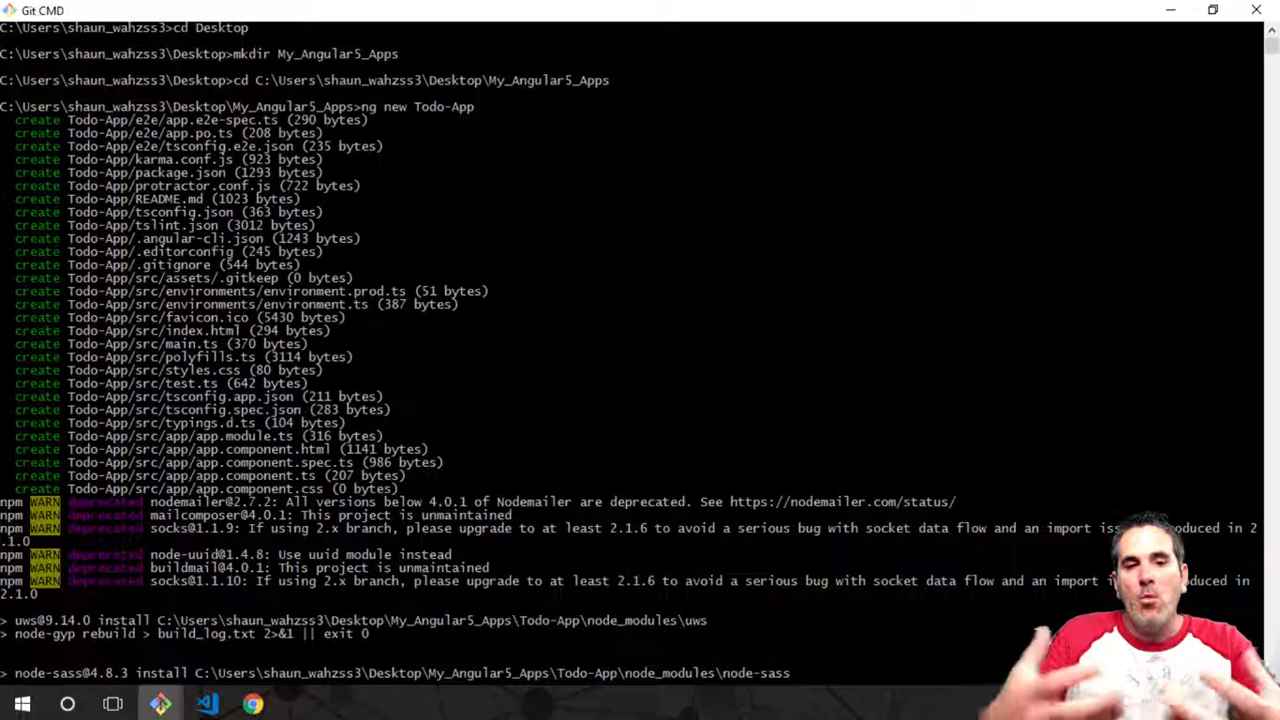 Git CMD
C:\Users\shaun_wahzss3>cd Desktop
C:\Users\shaun_wahzss3\Desktop>mkdir My_Angular5_Apps
C:\Users\shaun_wahzss3\Desktop>cd C:\Users\shaun_wahzss3\Desktop\My_Angular5_Apps
C:\Users\shaun_wahzss3\Desktop\My_Angular5_Apps>ng new Todo-App
create Todo-App/e2e/app.e2e-spec.ts (290 bytes)
create Todo-App/e2e/app.po.ts (208 bytes)
create Todo-App/e2e/tsconfig.e2e.json (235 bytes)
create Todo-App/karma.conf.js (923 bytes)
create Todo-App/package.json (1293 bytes)
create Todo-App/protractor.conf.js (722 bytes)
create Todo-App/README.md (1023 bytes)
create Todo-App/tsconfig.json (363 bytes)
create Todo-App/tslint.json (3012 bytes)
create Todo-App/.angular-cli.json (1243 bytes)
create Todo-App/.editorconfig (245 bytes)
create Todo-App/.gitignore (544 bytes)
create Todo-App/src/assets/.gitkeep (0 bytes)
create Todo-App/src/environments/environment.prod.ts (51 bytes)
create Todo-App/src/environments/environment.ts (387 bytes)
create Todo-App/src/favicon.ico (5430 bytes)
create Todo-App/src/index.html (294 bytes)
create Todo-App/src/main.ts (370 bytes)
create Todo-App/src/polyfills.ts (3114 bytes)
create Todo-App/src/styles.css (80 bytes)
create Todo-App/src/test.ts (642 bytes)
create Todo-App/src/tsconfig.app.json (211 bytes)
create Todo-App/src/tsconfig.spec.json (283 bytes)
create Todo-App/src/typings.d.ts (104 bytes)
create Todo-App/src/app/app.module.ts (316 bytes)
create Todo-App/src/app/app.component.html (1141 bytes)
create Todo-App/src/app/app.component.spec.ts (986 bytes)
create Todo-App/src/app/app.component.ts (207 bytes)
create Todo-App/src/app/app.component.css (0 bytes)
npm WARN deprecated nodemailer@2.7.2: All versions below 4.0.1 of Nodemailer are deprecated. See https://nodemailer.com/status/
npm WARN deprecated mailcomposer@4.0.1: This project is unmaintained
npm WARN deprecated socks@1.1.9: If using 2.x branch, please upgrade to at least 2.1.6 to avoid a serious bug with socket data flow and an import in 2
.1.0
npm WARN deprecated node-uuid@1.4.8: Use uuid module instead
npm WARN deprecated buildmail@4.0.1: This project is unmaintained
npm WARN deprecated socks@1.1.10: If using 2.x branch, please upgrade to at least 2.1.6 to avoid a serious bug with socket data flow and an import in
2.1.0
> uws@9.14.0 install C:\Users\shaun_wahzss3\Desktop\My_Angular5_Apps\Todo-App\node_modules\uws
> node-gyp rebuild > build_log.txt 2>&1 || exit 0
> node-sass@4.8.3 install C:\Users\shaun_wahzss3\Desktop\My_Angular5_Apps\Todo-App\node_modules\node-sass